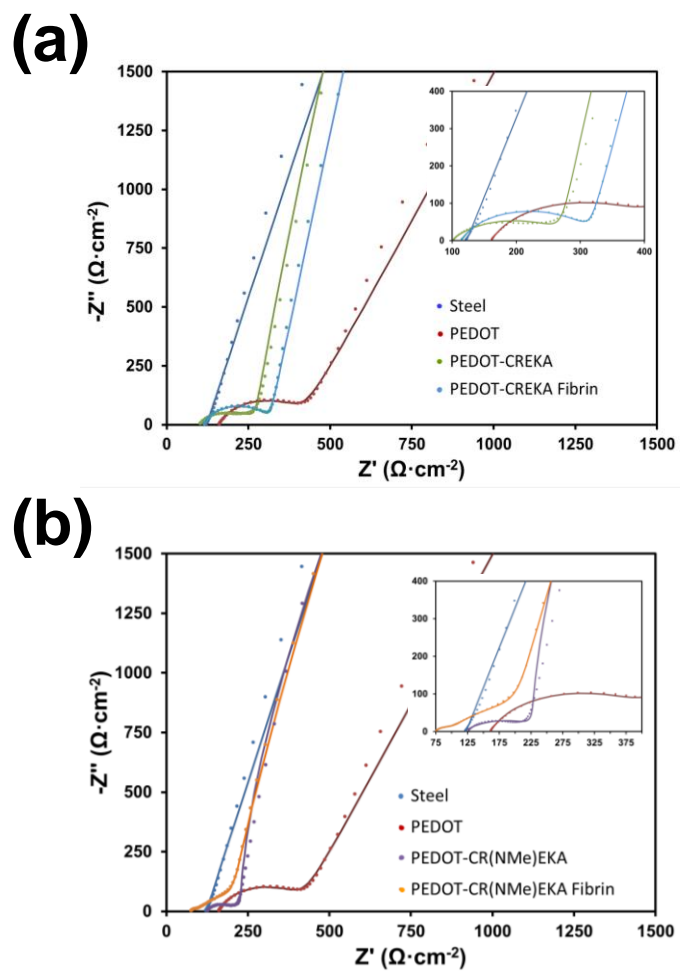 (a)
1500
1250
1000
750
500
250
0
-Z'' (Ω·cm⁻²)
0 250 500 750 1000 1250 1500
Z' (Ω·cm⁻²)
400
300
200
100
0
100 200 300 400
Steel
PEDOT
PEDOT-CREKA
PEDOT-CREKA Fibrin
(b)
1500
1250
1000
750
500
250
0
-Z'' (Ω·cm⁻²)
0 250 500 750 1000 1250 1500
Z' (Ω·cm⁻²)
400
300
200
100
0
75 125 175 225 275 325 375
Steel
PEDOT
PEDOT-CR(NMe)EKA
PEDOT-CR(NMe)EKA Fibrin